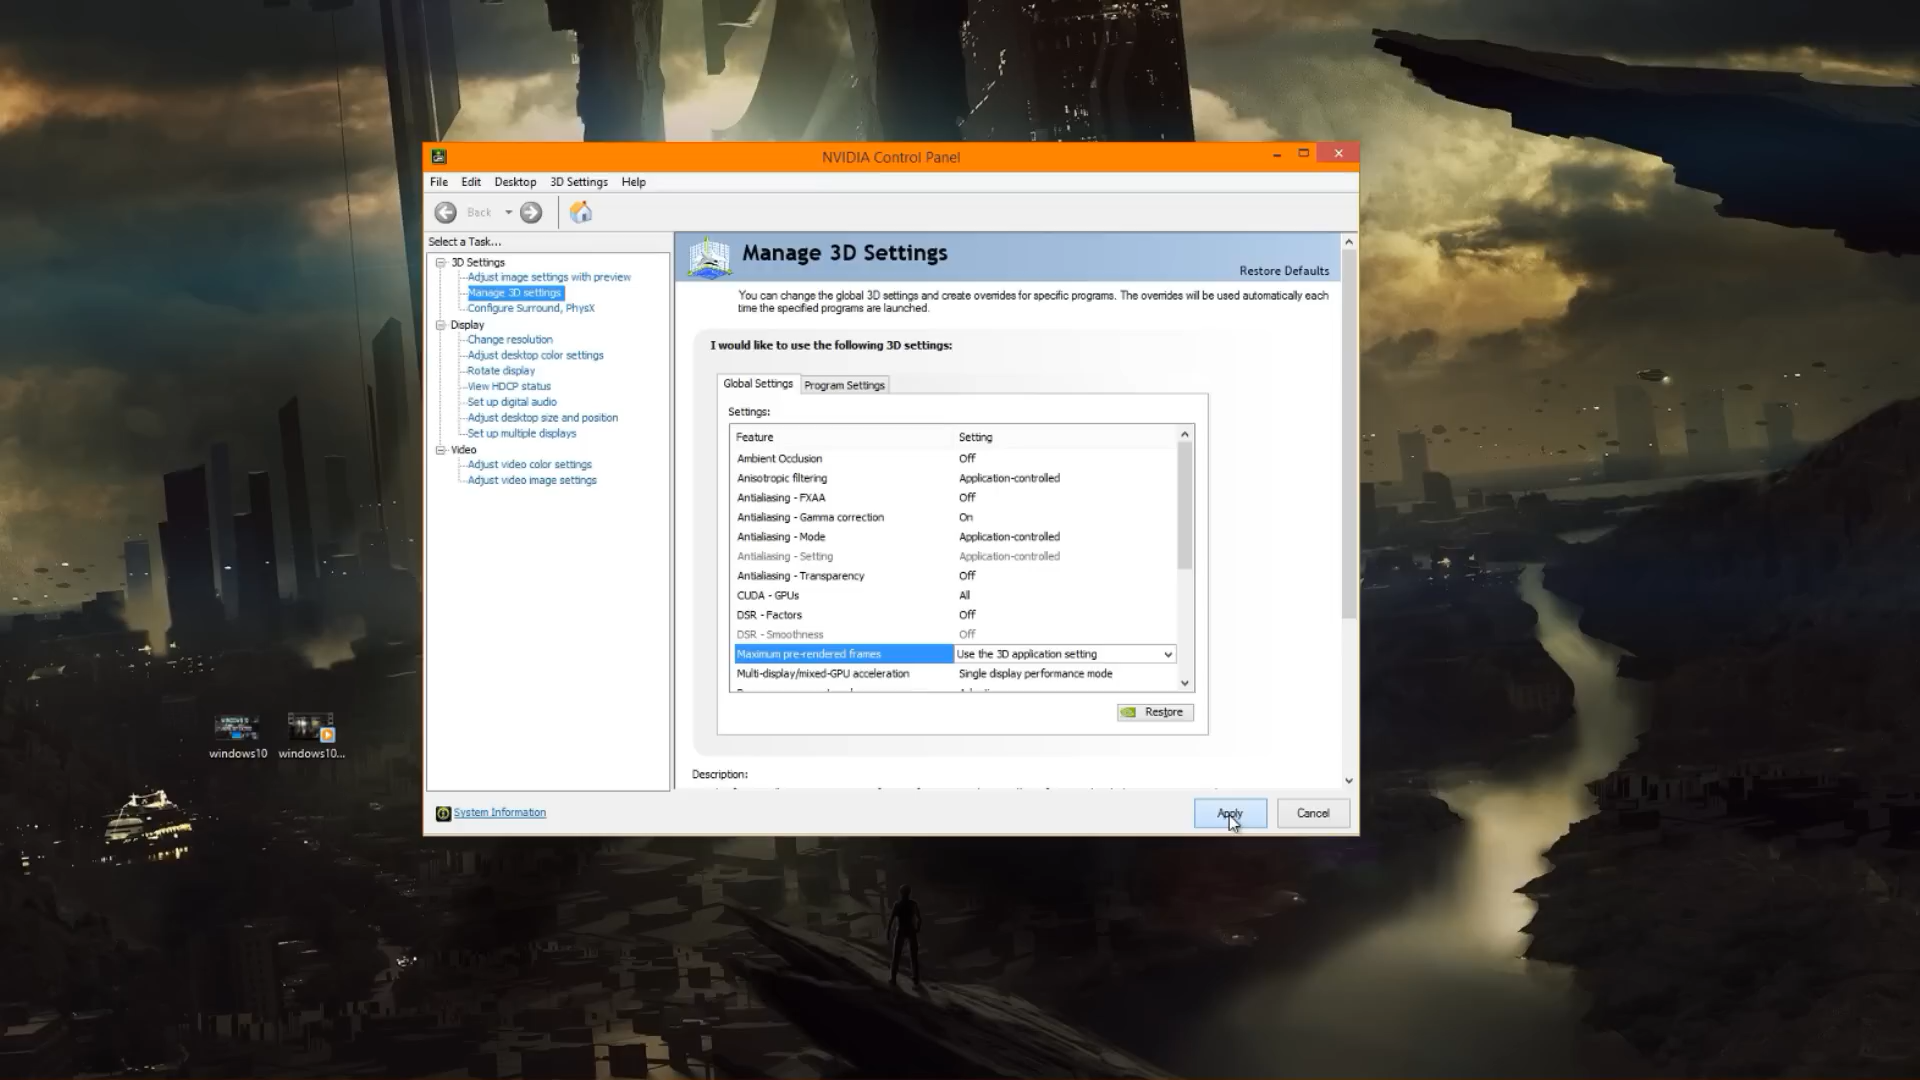 NVIDIA Control Panel
File Edit Desktop 3D Settings Help
Back
Select a Task...
3D Settings
Adjust image settings with preview
Manage 3D settings
Configure Surround, PhysX
Display
Change resolution
Adjust desktop color settings
Rotate display
View HDCP status
Set up digital audio
Adjust desktop size and position
Set up multiple displays
Video
Adjust video color settings
Adjust video image settings
System Information
Manage 3D Settings
Restore Defaults
You can change the global 3D settings and create overrides for specific programs. The overrides will be used automatically each
time the specified programs are launched.
I would like to use the following 3D settings:
Global Settings Program Settings
Settings:
Feature Setting
Ambient Occlusion Off
Anisotropic filtering Application-controlled
Antialiasing - FXAA Off
Antialiasing - Gamma correction On
Antialiasing - Mode Application-controlled
Antialiasing - Setting Application-controlled
Antialiasing - Transparency Off
CUDA - GPUs All
DSR - Factors Off
DSR - Smoothness Off
Maximum pre-rendered frames Use the 3D application setting
Multi-display/mixed-GPU acceleration Single display performance mode
Restore
Description:
Apply Cancel
windows10 windows10...